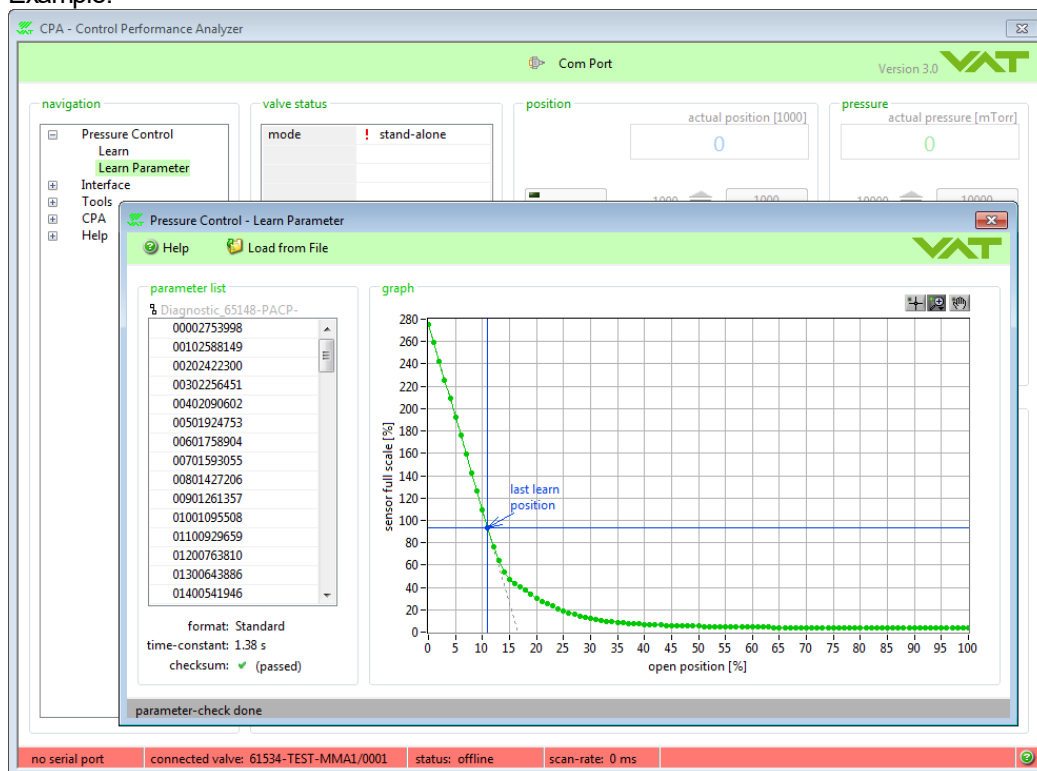 Example:
CPA - Control Performance Analyzer
Com Port
Version 3.0
VAT
navigation
Pressure Control
Learn
Learn Parameter
Interface
Tools
CPA
Help
valve status
mode ! stand-alone
position
actual position [1000]
0
1000 1000
pressure
actual pressure [mTorr]
0
10000 10000
Pressure Control - Learn Parameter
Help Load from File
VAT
parameter list
Diagnostic_65148-PACP-
00002753998
00102588149
00202422300
00302256451
00402090602
00501924753
00601758904
00701593055
00801427206
00901261357
01001095508
01100929659
01200763810
01300643886
01400541946
format: Standard
time-constant: 1.38 s
checksum: ✔ (passed)
graph
sensor full scale [%]
280
260
240
220
200
180
160
140
120
100
80
60
40
20
0
last learn
position
0 5 10 15 20 25 30 35 40 45 50 55 60 65 70 75 80 85 90 95 100
open position [%]
parameter-check done
no serial port connected valve: 61534-TEST-MMA1/0001 status: offline scan-rate: 0 ms